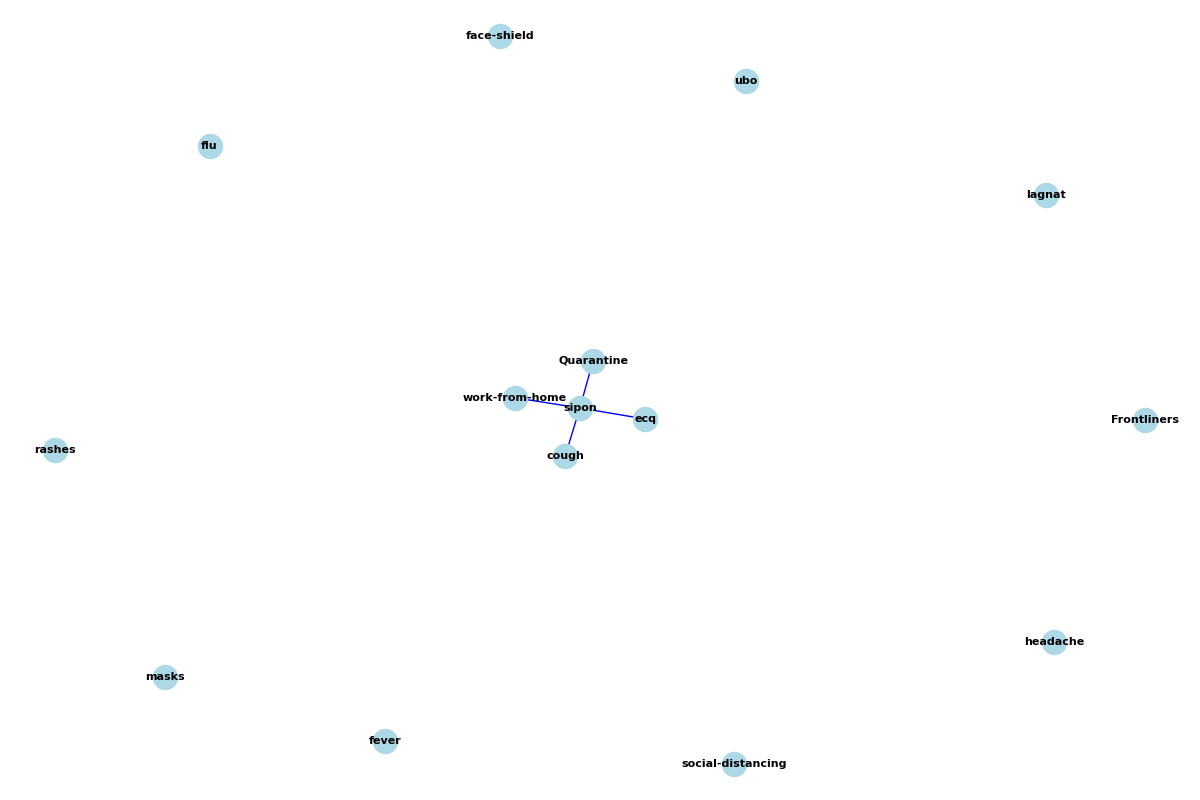 face-shield
ubo
flu
lagnat
Quarantine
work-from-home
sipon
ecq
Frontliners
rashes
cough
headache
masks
fever
social-distancing